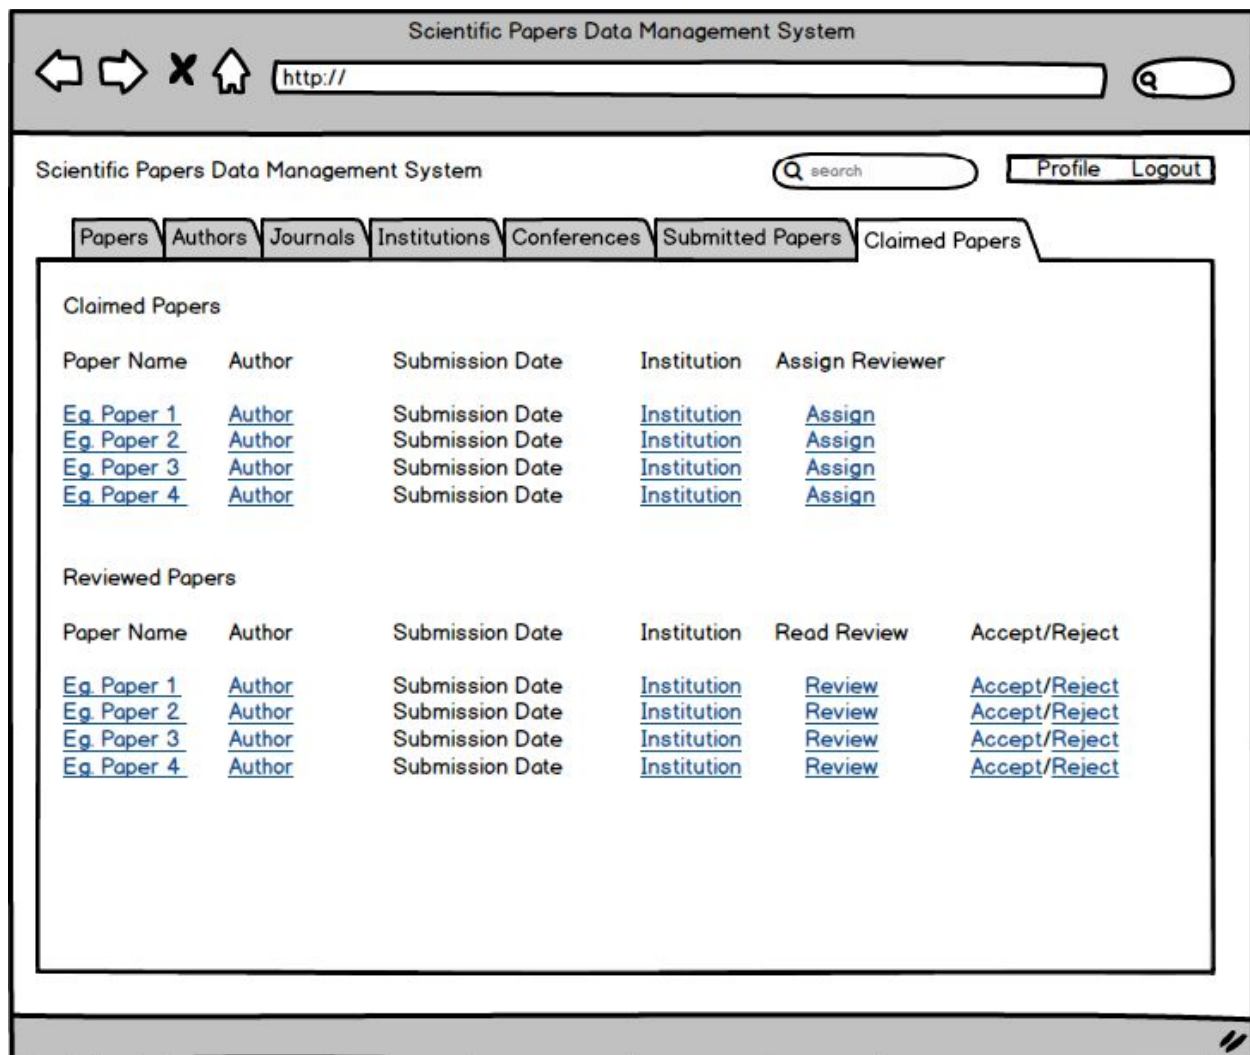 Scientific Papers Data Management System
http://
Scientific Papers Data Management System search Profile Logout
Papers Authors Journals Institutions Conferences Submitted Papers Claimed Papers
Claimed Papers
Paper Name Author Submission Date Institution Assign Reviewer
Eg. Paper 1 Author Submission Date Institution Assign
Eg. Paper 2 Author Submission Date Institution Assign
Eg. Paper 3 Author Submission Date Institution Assign
Eg. Paper 4 Author Submission Date Institution Assign
Reviewed Papers
Paper Name Author Submission Date Institution Read Review Accept/Reject
Eg. Paper 1 Author Submission Date Institution Review Accept/Reject
Eg. Paper 2 Author Submission Date Institution Review Accept/Reject
Eg. Paper 3 Author Submission Date Institution Review Accept/Reject
Eg. Paper 4 Author Submission Date Institution Review Accept/Reject